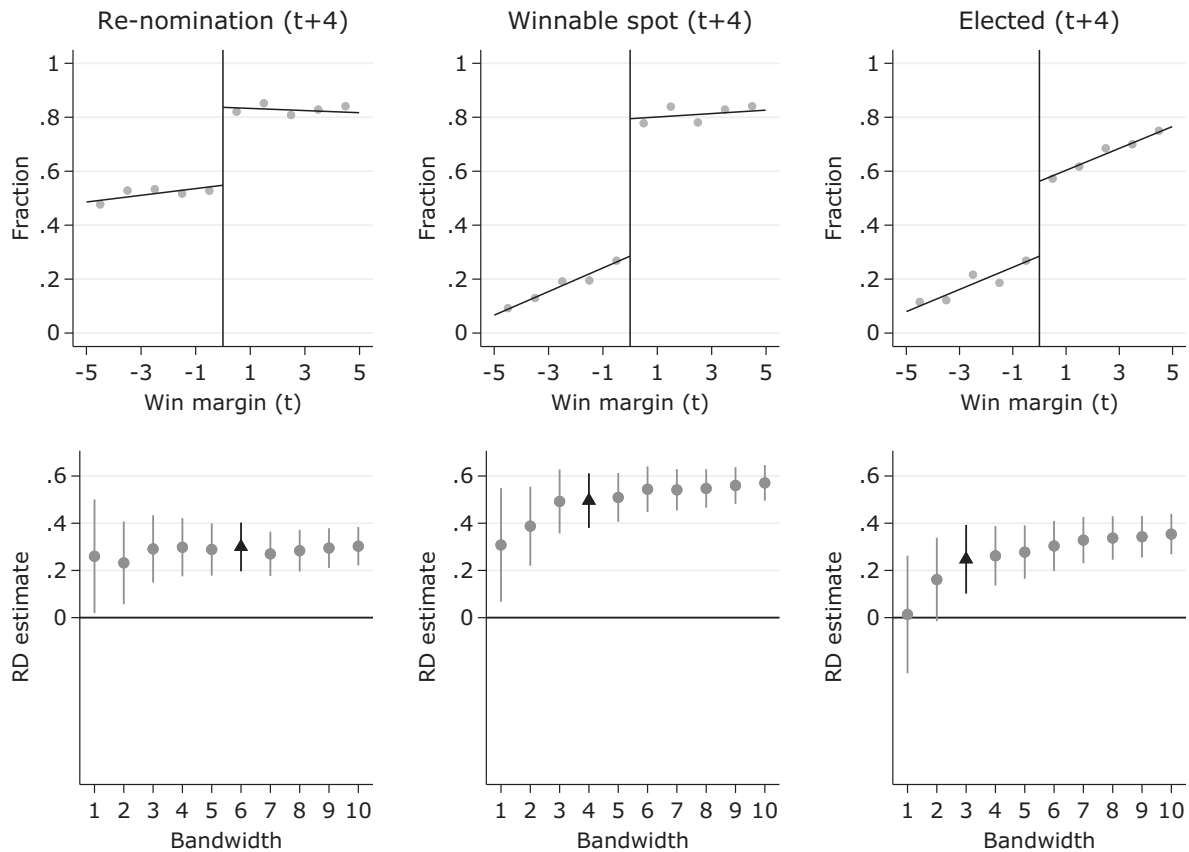 Re-nomination (t+4)
Winnable spot (t+4)
Elected (t+4)
Fraction
1
.8
.6
.4
.2
0
-5 -3 -1 1 3 5
Win margin (t)
Fraction
1
.8
.6
.4
.2
0
-5 -3 -1 1 3 5
Win margin (t)
Fraction
1
.8
.6
.4
.2
0
-5 -3 -1 1 3 5
Win margin (t)
RD estimate
.6
.4
.2
0
1 2 3 4 5 6 7 8 9 10
Bandwidth
RD estimate
.6
.4
.2
0
1 2 3 4 5 6 7 8 9 10
Bandwidth
RD estimate
.6
.4
.2
0
1 2 3 4 5 6 7 8 9 10
Bandwidth